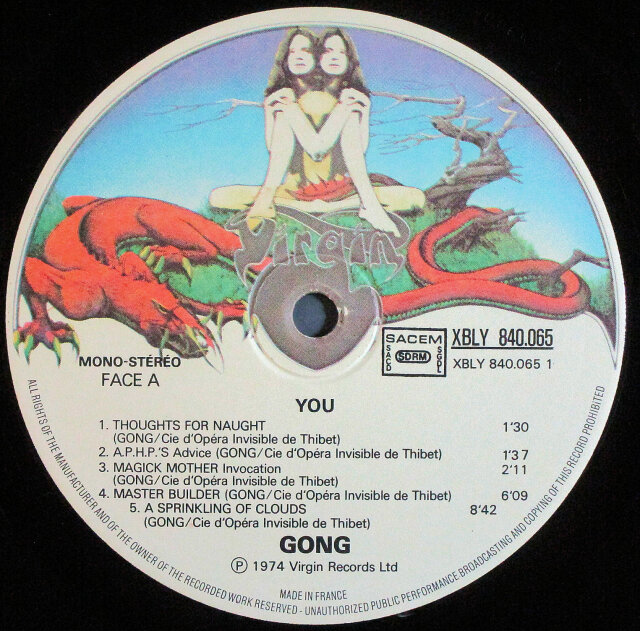 Virgin
MONO-STÉRÉO
FACE A
SACEM
SACD
SDRM
SGDL
XBLY 840.065
XBLY 840.065 1
YOU
1. THOUGHTS FOR NAUGHT 1'30
(GONG/Cie d'Opéra Invisible de Thibet)
2. A.P.H.P.'S Advice (GONG/Cie d'Opéra Invisible de Thibet) 1'37
3. MAGICK MOTHER Invocation 2'11
(GONG/Cie d'Opéra Invisible de Thibet)
4. MASTER BUILDER (GONG/Cie d'Opéra Invisible de Thibet) 6'09
5. A SPRINKLING OF CLOUDS 8'42
(GONG/Cie d'Opéra Invisible de Thibet)
GONG
Ⓟ 1974 Virgin Records Ltd
MADE IN FRANCE
ALL RIGHTS OF THE MANUFACTURER AND OF THE OWNER OF THE RECORDED WORK RESERVED - UNAUTHORIZED PUBLIC PERFORMANCE BROADCASTING AND COPYING OF THIS RECORD PROHIBITED